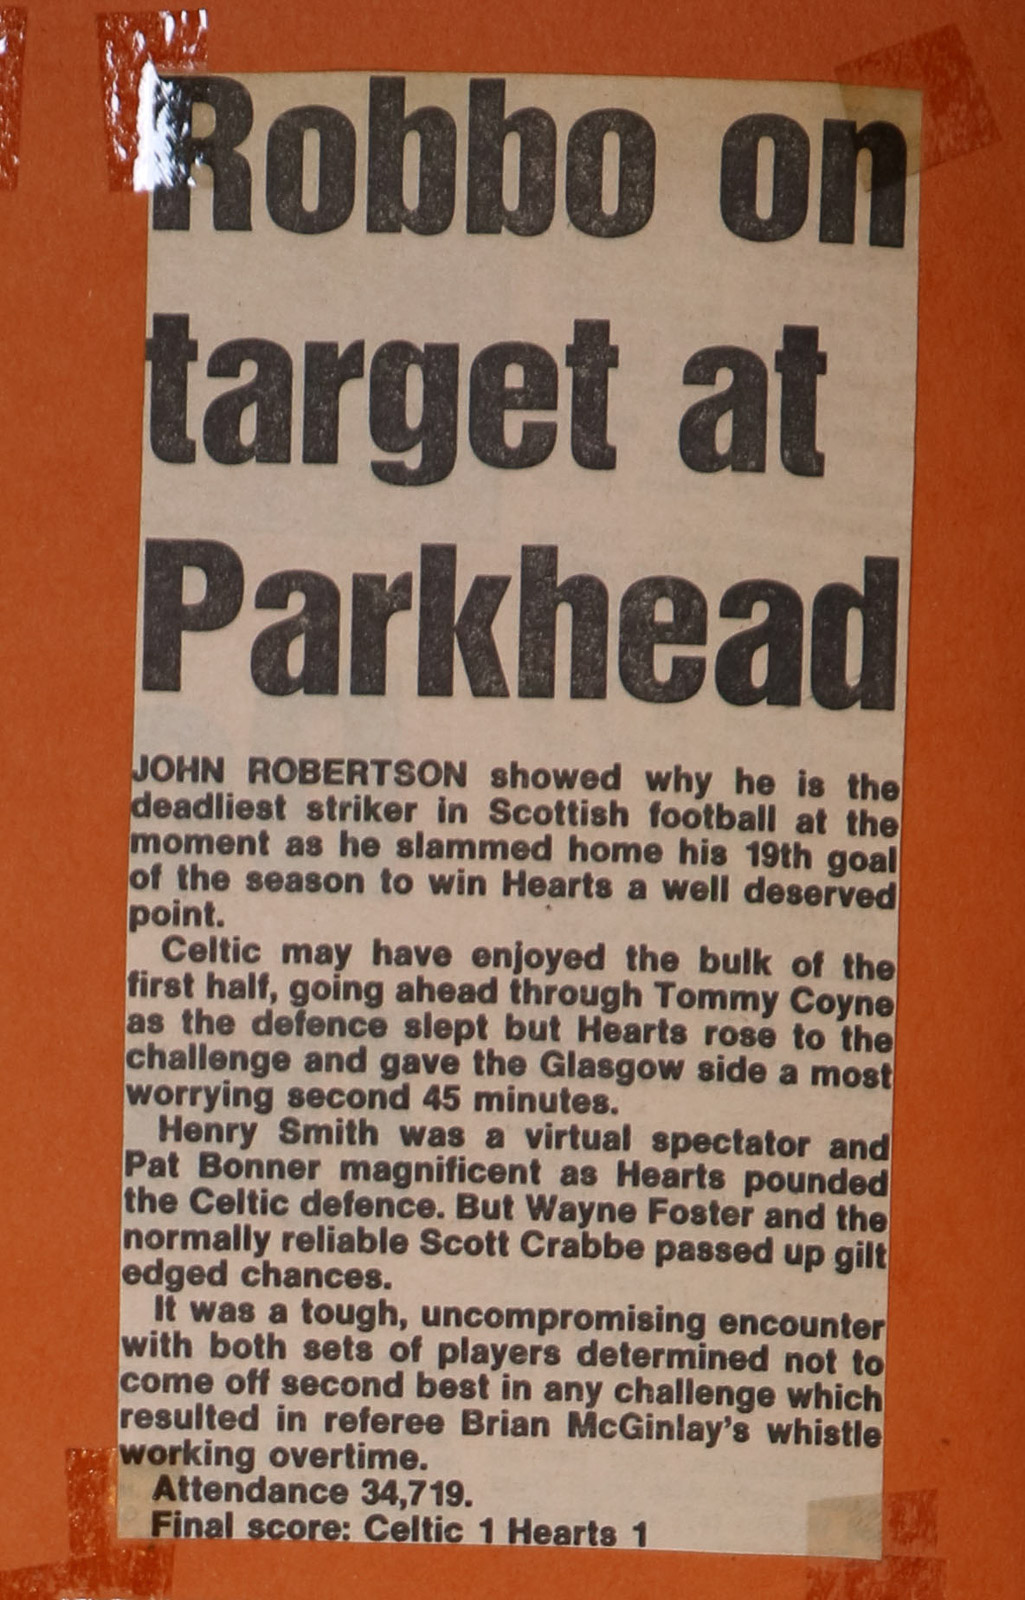 Robbo on
target at
Parkhead
JOHN ROBERTSON showed why he is the
deadliest striker in Scottish football at the
moment as he slammed home his 19th goal
of the season to win Hearts a well deserved
point.
Celtic may have enjoyed the bulk of the
first half, going ahead through Tommy Coyne
as the defence slept but Hearts rose to the
challenge and gave the Glasgow side a most
worrying second 45 minutes.
Henry Smith was a virtual spectator and
Pat Bonner magnificent as Hearts pounded
the Celtic defence. But Wayne Foster and the
normally reliable Scott Crabbe passed up gilt
edged chances.
It was a tough, uncompromising encounter
with both sets of players determined not to
come off second best in any challenge which
resulted in referee Brian McGinlay's whistle
working overtime.
Attendance 34,719.
Final score: Celtic 1 Hearts 1